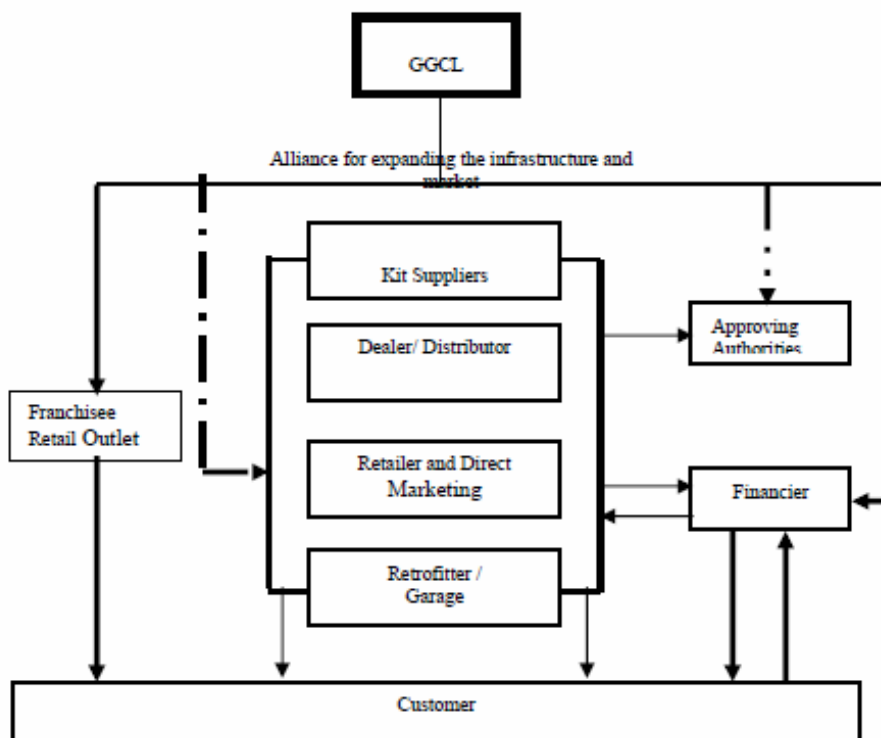 GGCL
Alliance for expanding the infrastructure and
market
Kit Suppliers
Approving
Authorities
Dealer/ Distributor
Franchisee
Retail Outlet
Retailer and Direct
Marketing
Financier
Retrofitter /
Garage
Customer